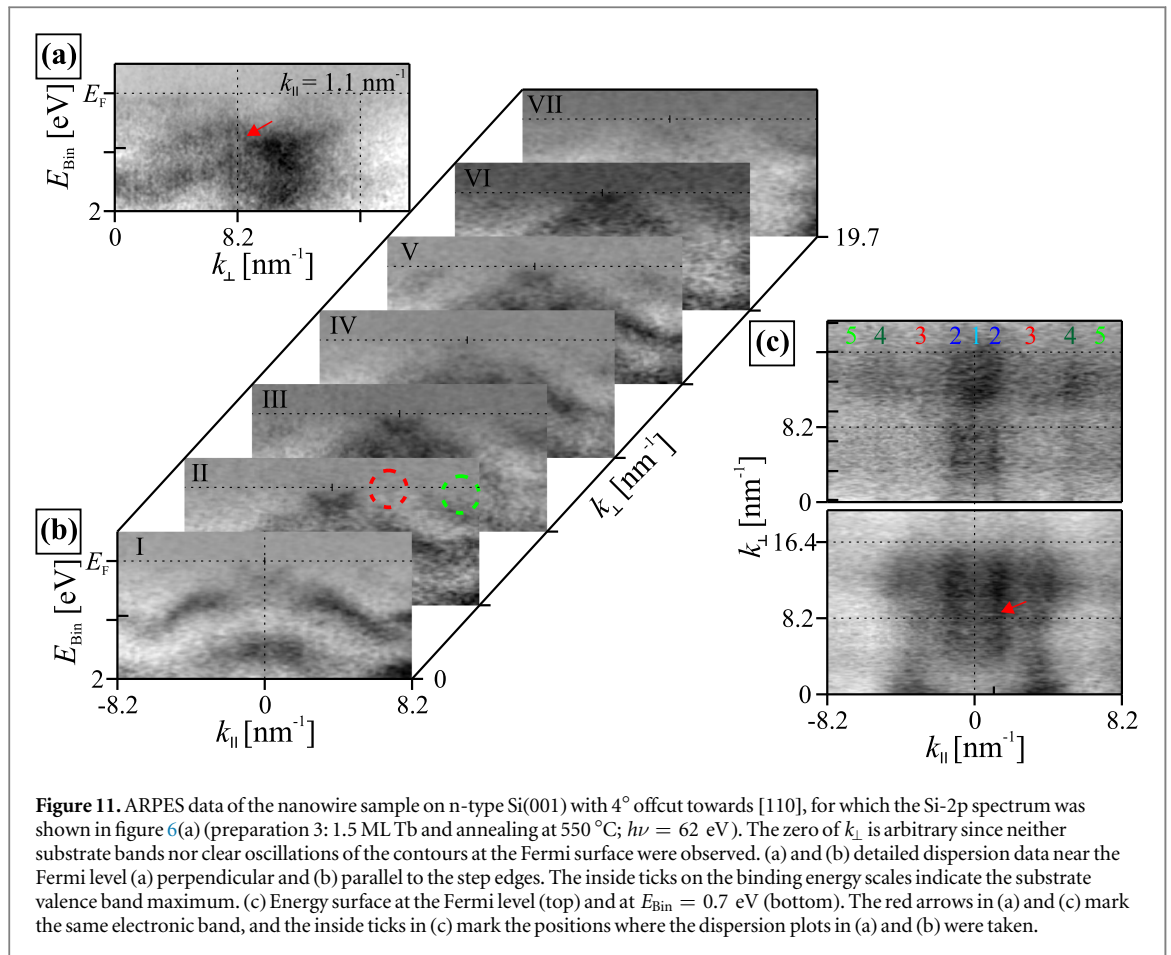 (a)
k∥ = 1.1 nm⁻¹
E_F
E_Bin [eV]
2
0
8.2
k⊥ [nm⁻¹]
VII
VI
V
IV
III
II
I
19.7
k⊥ [nm⁻¹]
0
(b)
E_F
E_Bin [eV]
2
-8.2
0
8.2
k∥ [nm⁻¹]
(c)
5 4 3 2 1 2 3 4 5
8.2
0
k⊥ [nm⁻¹]
16.4
8.2
0
-8.2
0
8.2
k∥ [nm⁻¹]
Figure 11. ARPES data of the nanowire sample on n-type Si(001) with 4° offcut towards [110], for which the Si-2p spectrum was
shown in figure 6(a) (preparation 3: 1.5 ML Tb and annealing at 550 °C; hν = 62 eV). The zero of k⊥ is arbitrary since neither
substrate bands nor clear oscillations of the contours at the Fermi surface were observed. (a) and (b) detailed dispersion data near the
Fermi level (a) perpendicular and (b) parallel to the step edges. The inside ticks on the binding energy scales indicate the substrate
valence band maximum. (c) Energy surface at the Fermi level (top) and at E_Bin = 0.7 eV (bottom). The red arrows in (a) and (c) mark
the same electronic band, and the inside ticks in (c) mark the positions where the dispersion plots in (a) and (b) were taken.